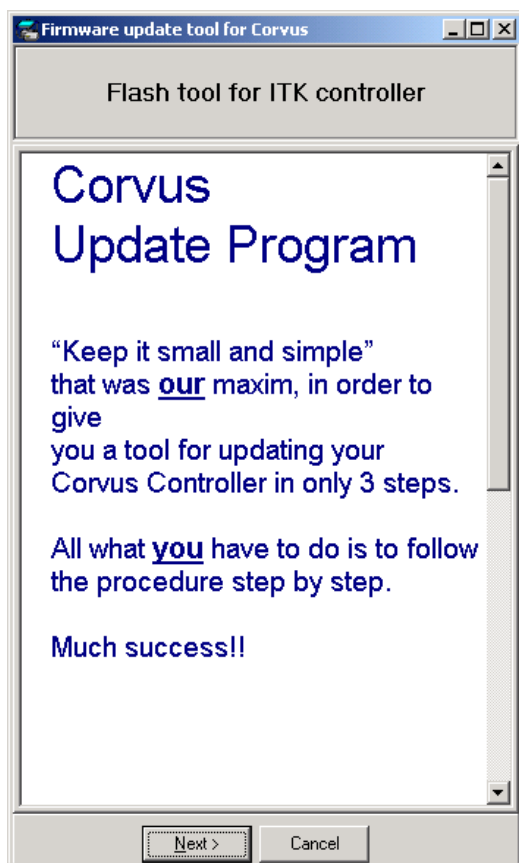 Firmware update tool for Corvus
Flash tool for ITK controller
Corvus
Update Program
“Keep it small and simple”
that was our maxim, in order to
give
you a tool for updating your
Corvus Controller in only 3 steps.
All what you have to do is to follow
the procedure step by step.
Much success!!
Next >
Cancel